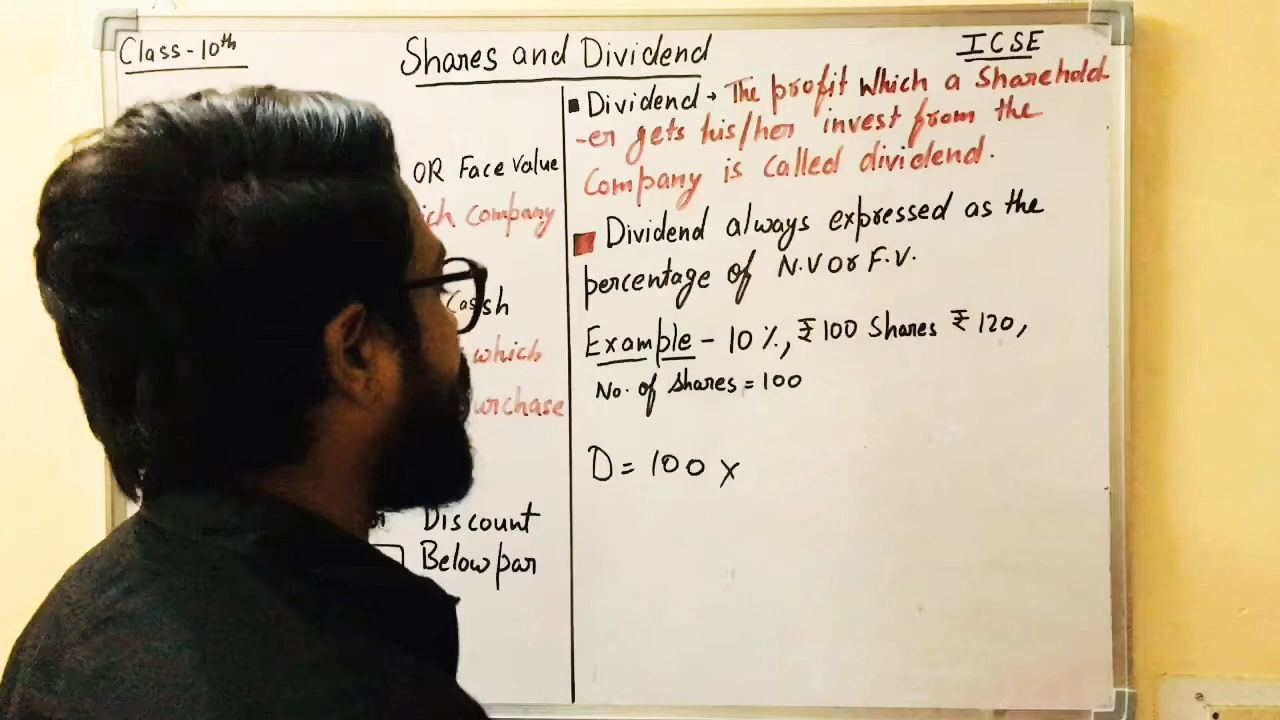 Class-10th
Shares and Dividend
ICSE
OR Face Value
ich company
Cash
which
urchase
Discount
Below par
▪ Dividend → The profit which a Sharehold-
-er gets his/her invest from the
Company is called dividend.
Dividend always expressed as the
percentage of N.V Or F.V.
Example - 10 %, ₹ 100 Shares ₹ 120,
No. of shares = 100
D = 100 x